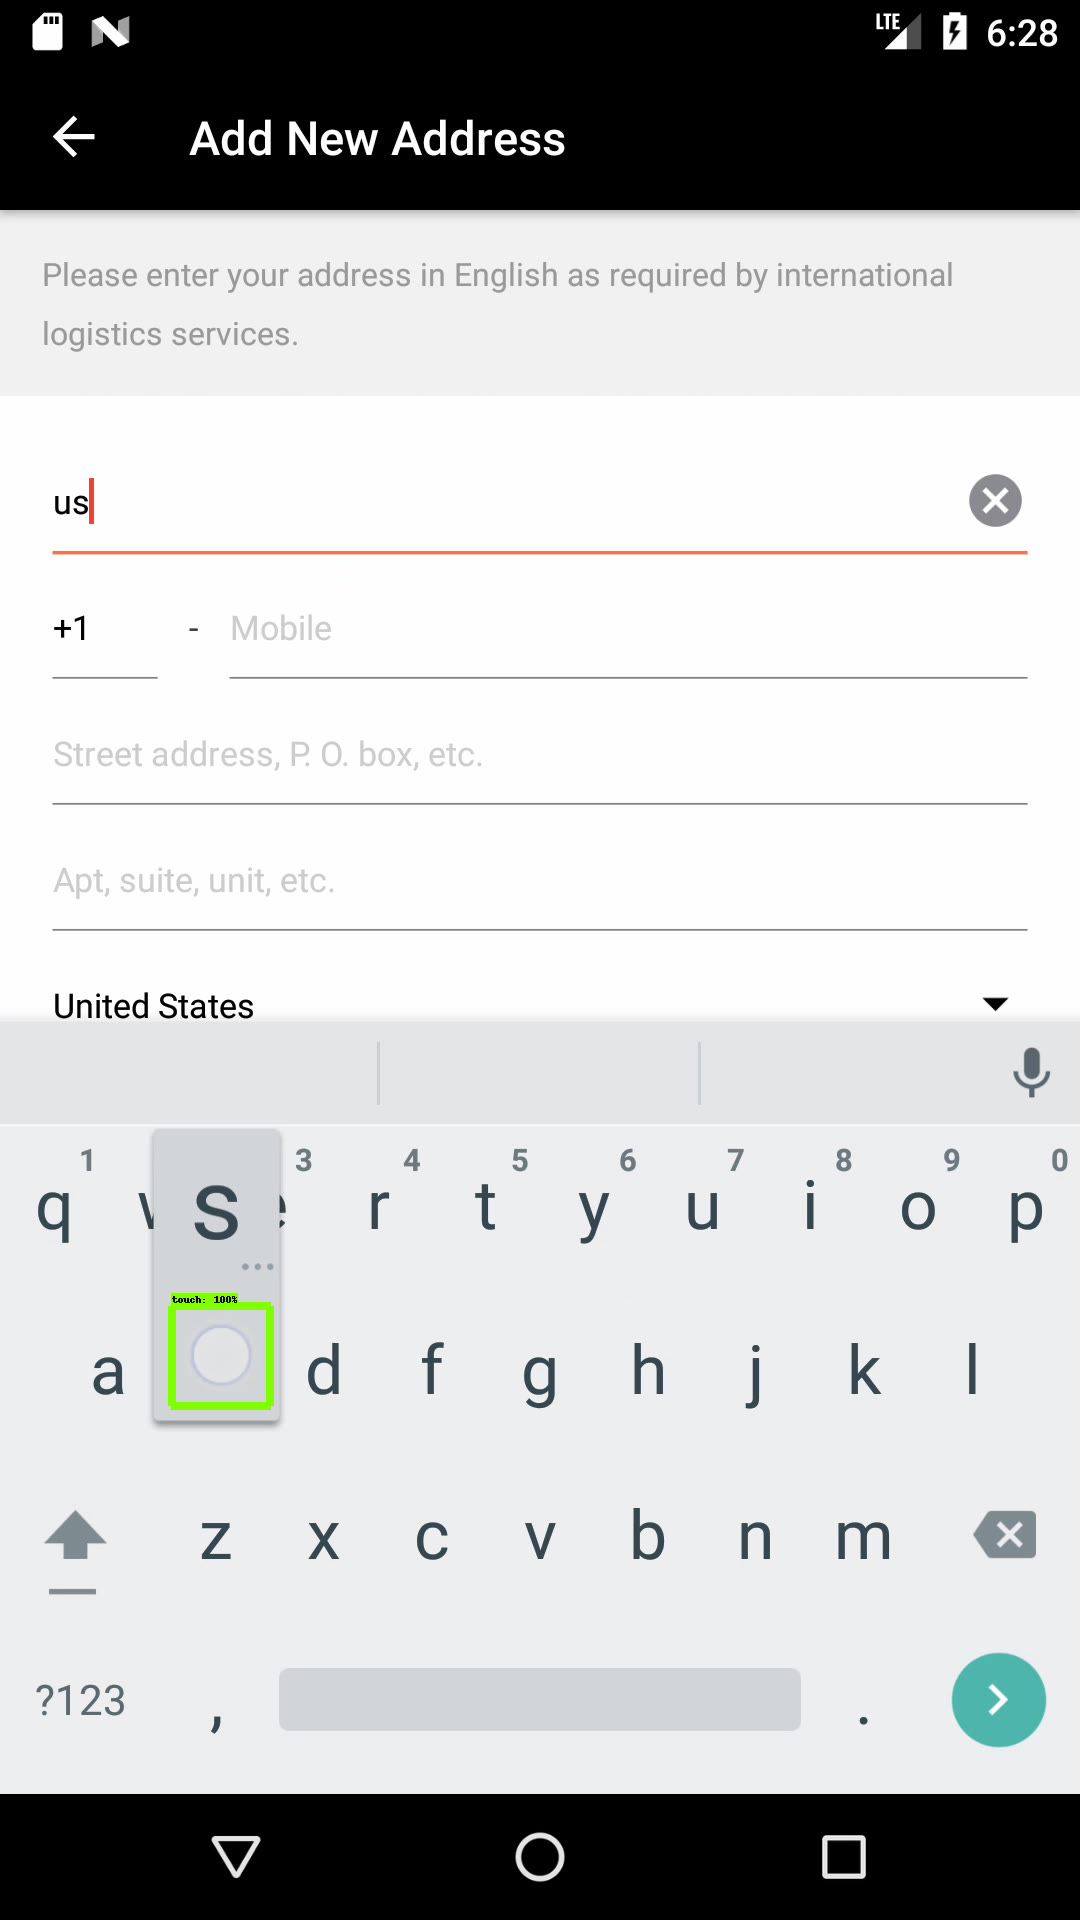 LTE 6:28
Add New Address
Please enter your address in English as required by international
logistics services.
us
+1 - Mobile
Street address, P. O. box, etc.
Apt, suite, unit, etc.
United States
1 3 4 5 6 7 8 9 0
q w e r t y u i o p
s
touch: 100%
a d f g h j k l
z x c v b n m
?123 , .